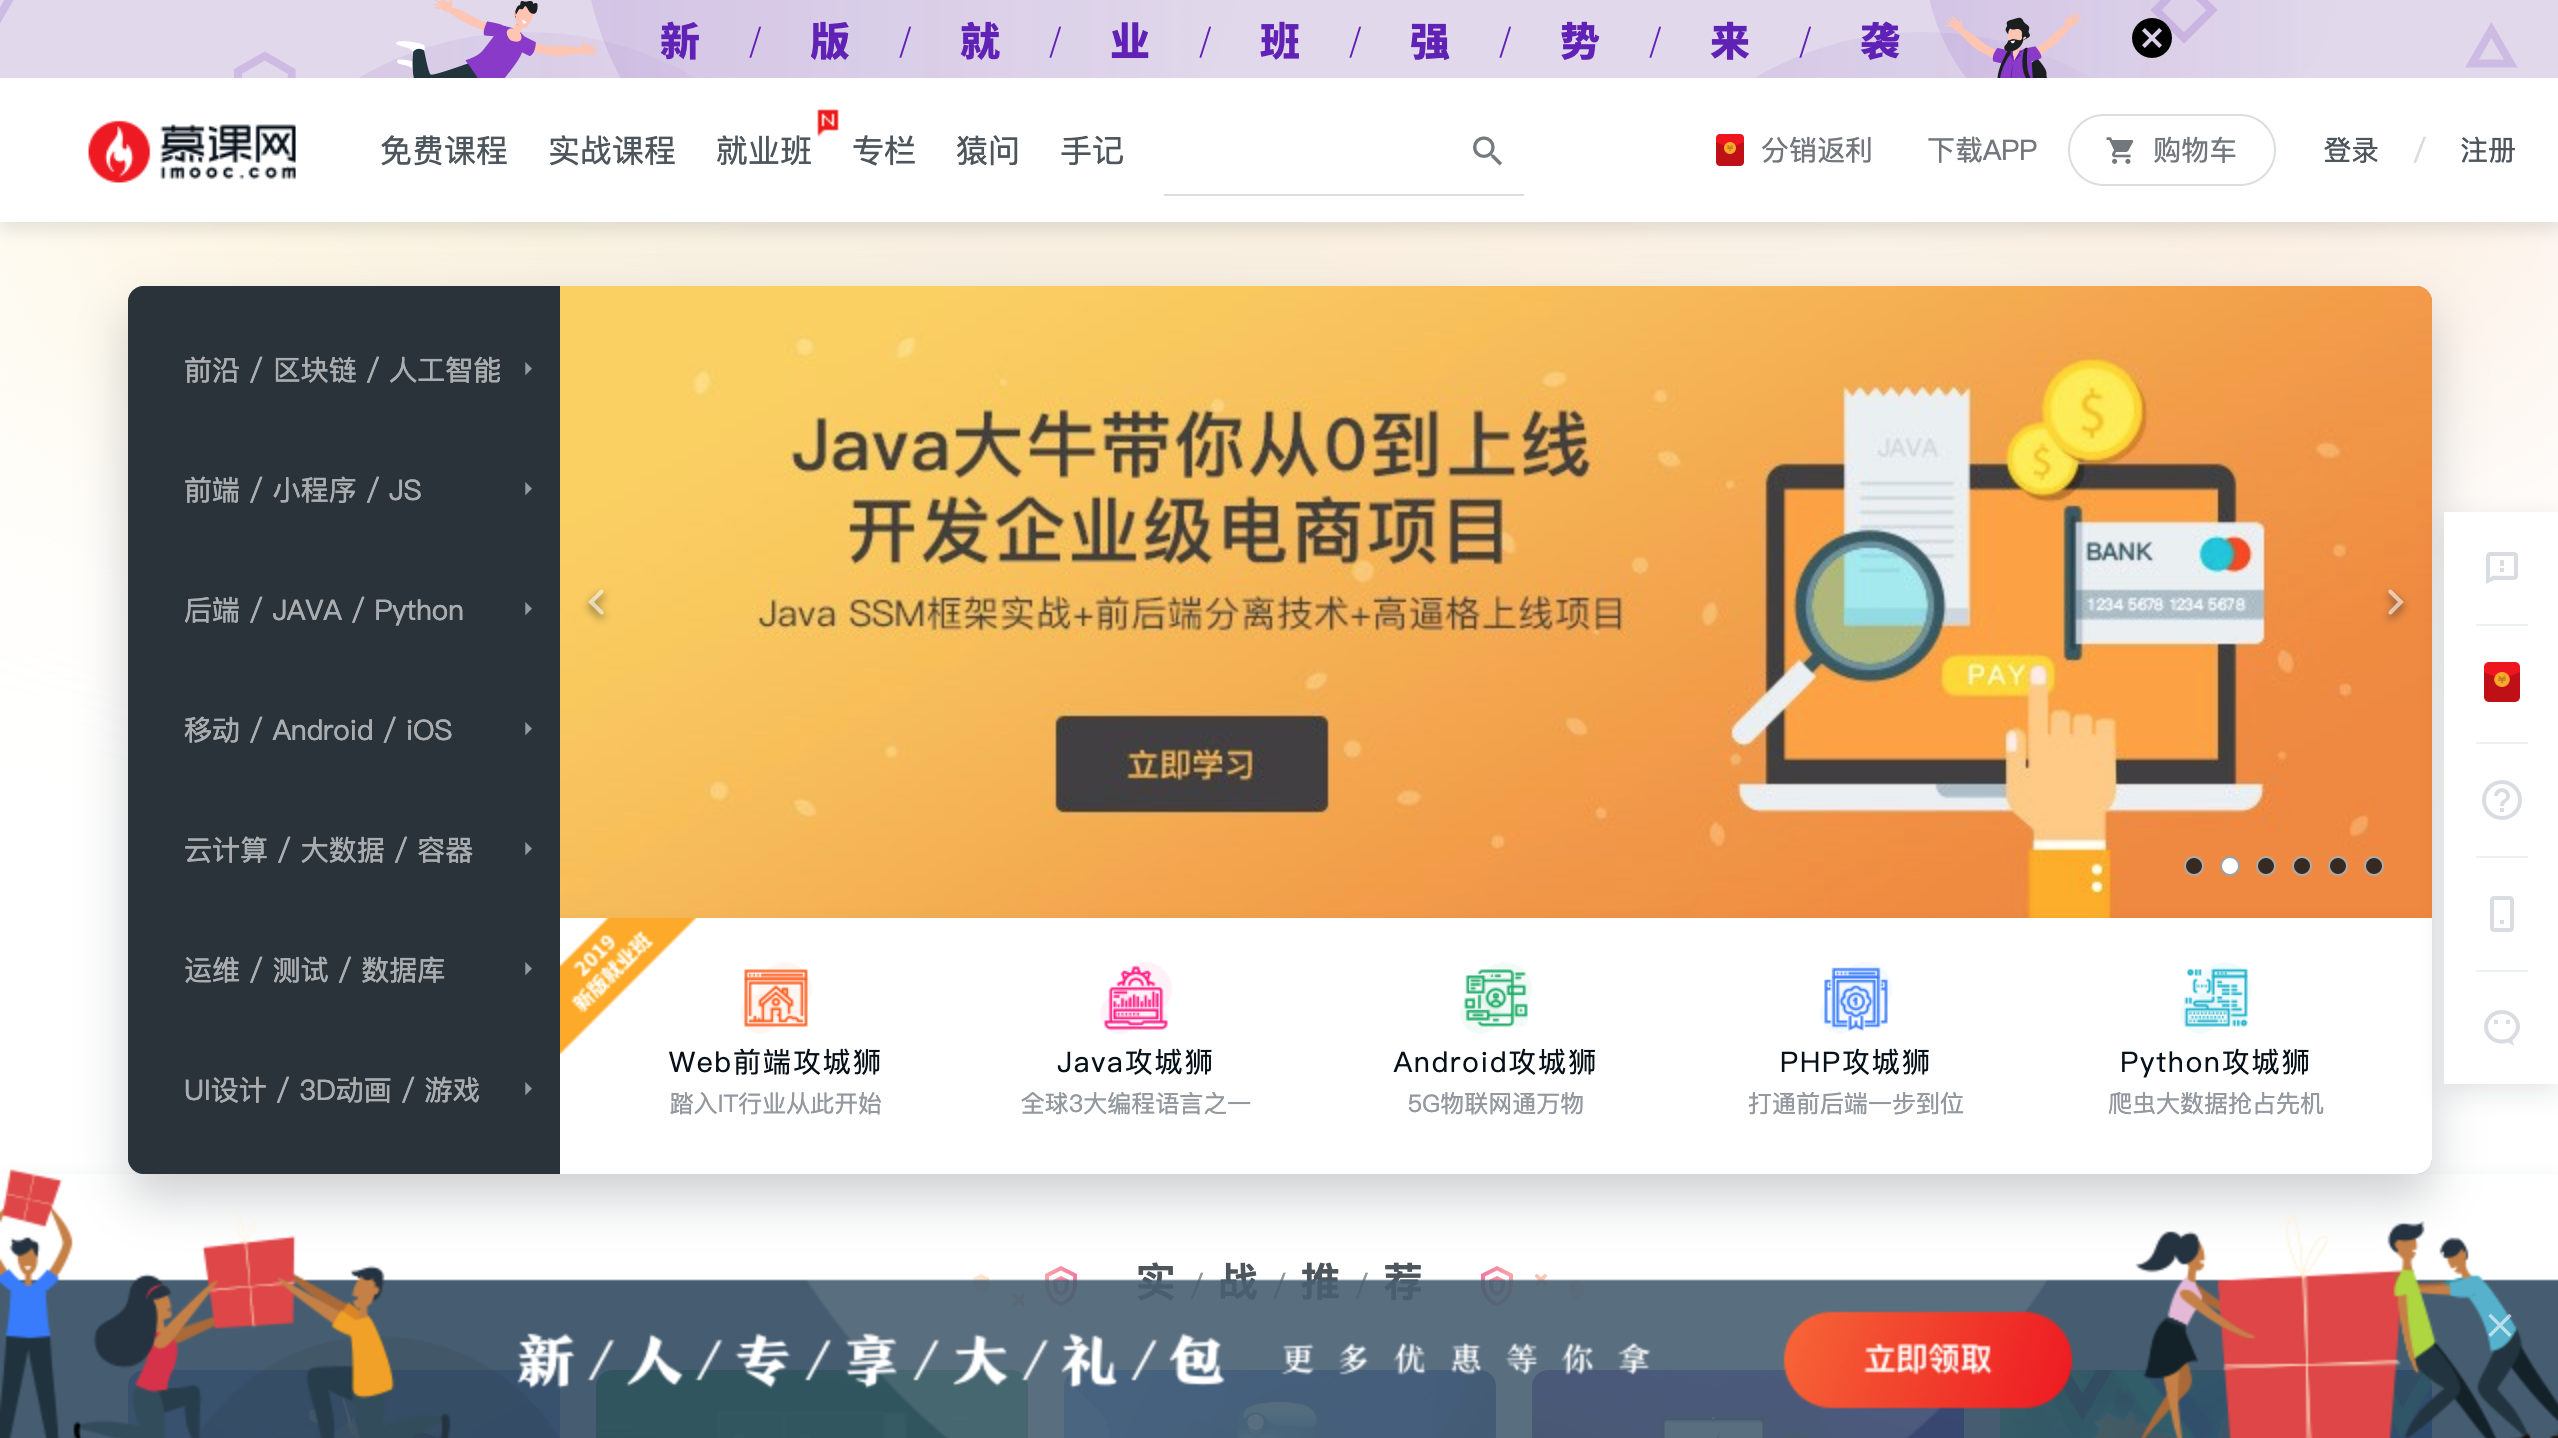 新 / 版 / 就 / 业 / 班 / 强 / 势 / 来 / 袭
慕课网
imooc.com
免费课程 实战课程 就业班 N 专栏 猿问 手记
分销返利 下载APP 购物车 登录 / 注册
前沿 / 区块链 / 人工智能
前端 / 小程序 / JS
后端 / JAVA / Python
移动 / Android / iOS
云计算 / 大数据 / 容器
运维 / 测试 / 数据库
UI设计 / 3D动画 / 游戏
Java大牛带你从0到上线
开发企业级电商项目
Java SSM框架实战+前后端分离技术+高逼格上线项目
立即学习
JAVA
$
$
BANK
1234 5678 1234 5678
PAY
2019
新版就业班
Web前端攻城狮
踏入IT行业从此开始
Java攻城狮
全球3大编程语言之一
Android攻城狮
5G物联网通万物
PHP攻城狮
打通前后端一步到位
Python攻城狮
爬虫大数据抢占先机
实 / 战 / 推 / 荐
新 / 人 / 专 / 享 / 大 / 礼 / 包 更多优惠等你拿
立即领取